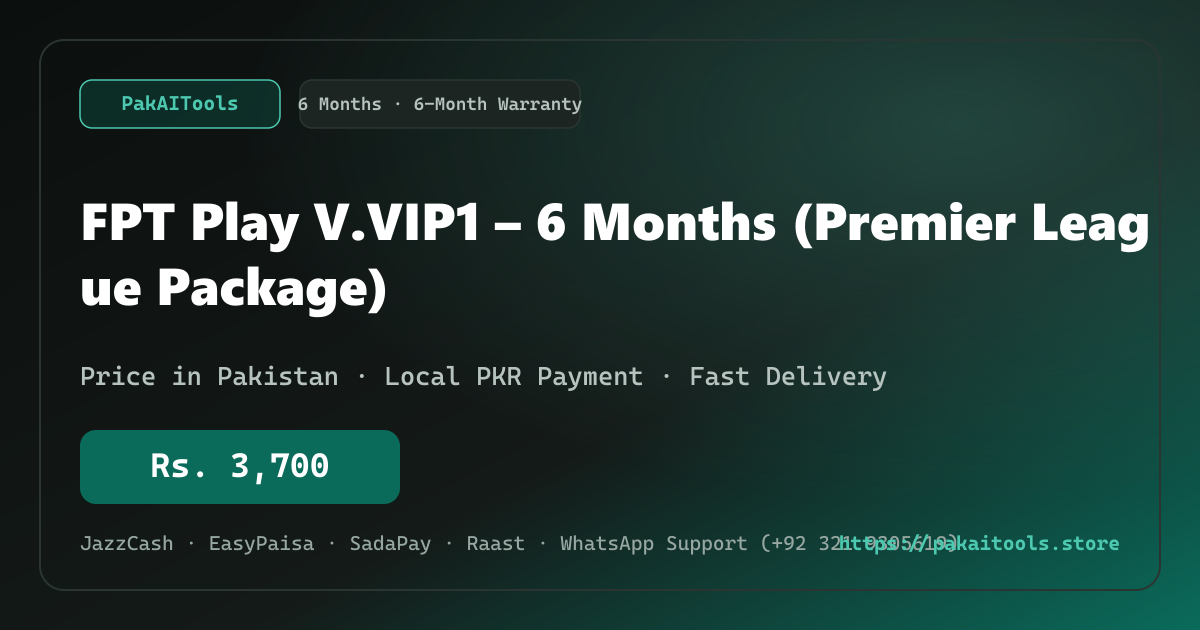 PakAITools
6 Months · 6-Month Warranty
FPT Play V.VIP1 – 6 Months (Premier Leag
ue Package)
Price in Pakistan · Local PKR Payment · Fast Delivery
Rs. 3,700
JazzCash · EasyPaisa · SadaPay · Raast · WhatsApp Support (+92 321
https://pakaitools.store